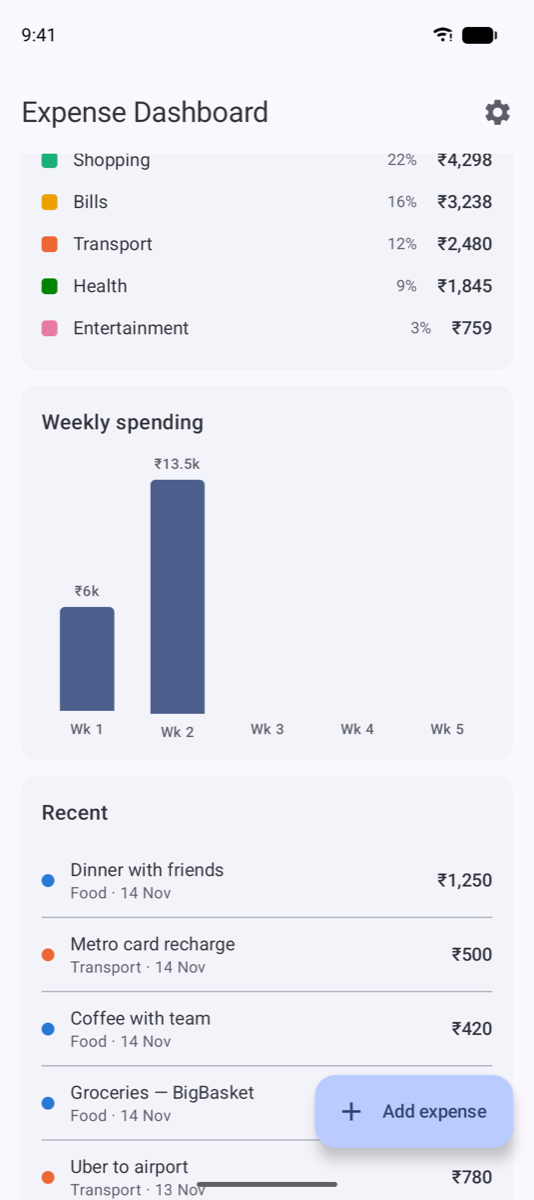 9:41
Expense Dashboard
Shopping 22% ₹4,298
Bills 16% ₹3,238
Transport 12% ₹2,480
Health 9% ₹1,845
Entertainment 3% ₹759
Weekly spending
₹13.5k
₹6k
Wk 1 Wk 2 Wk 3 Wk 4 Wk 5
Recent
Dinner with friends ₹1,250
Food · 14 Nov
Metro card recharge ₹500
Transport · 14 Nov
Coffee with team ₹420
Food · 14 Nov
Groceries — BigBasket
Food · 14 Nov
Add expense
Uber to airport ₹780
Transport · 13 Nov